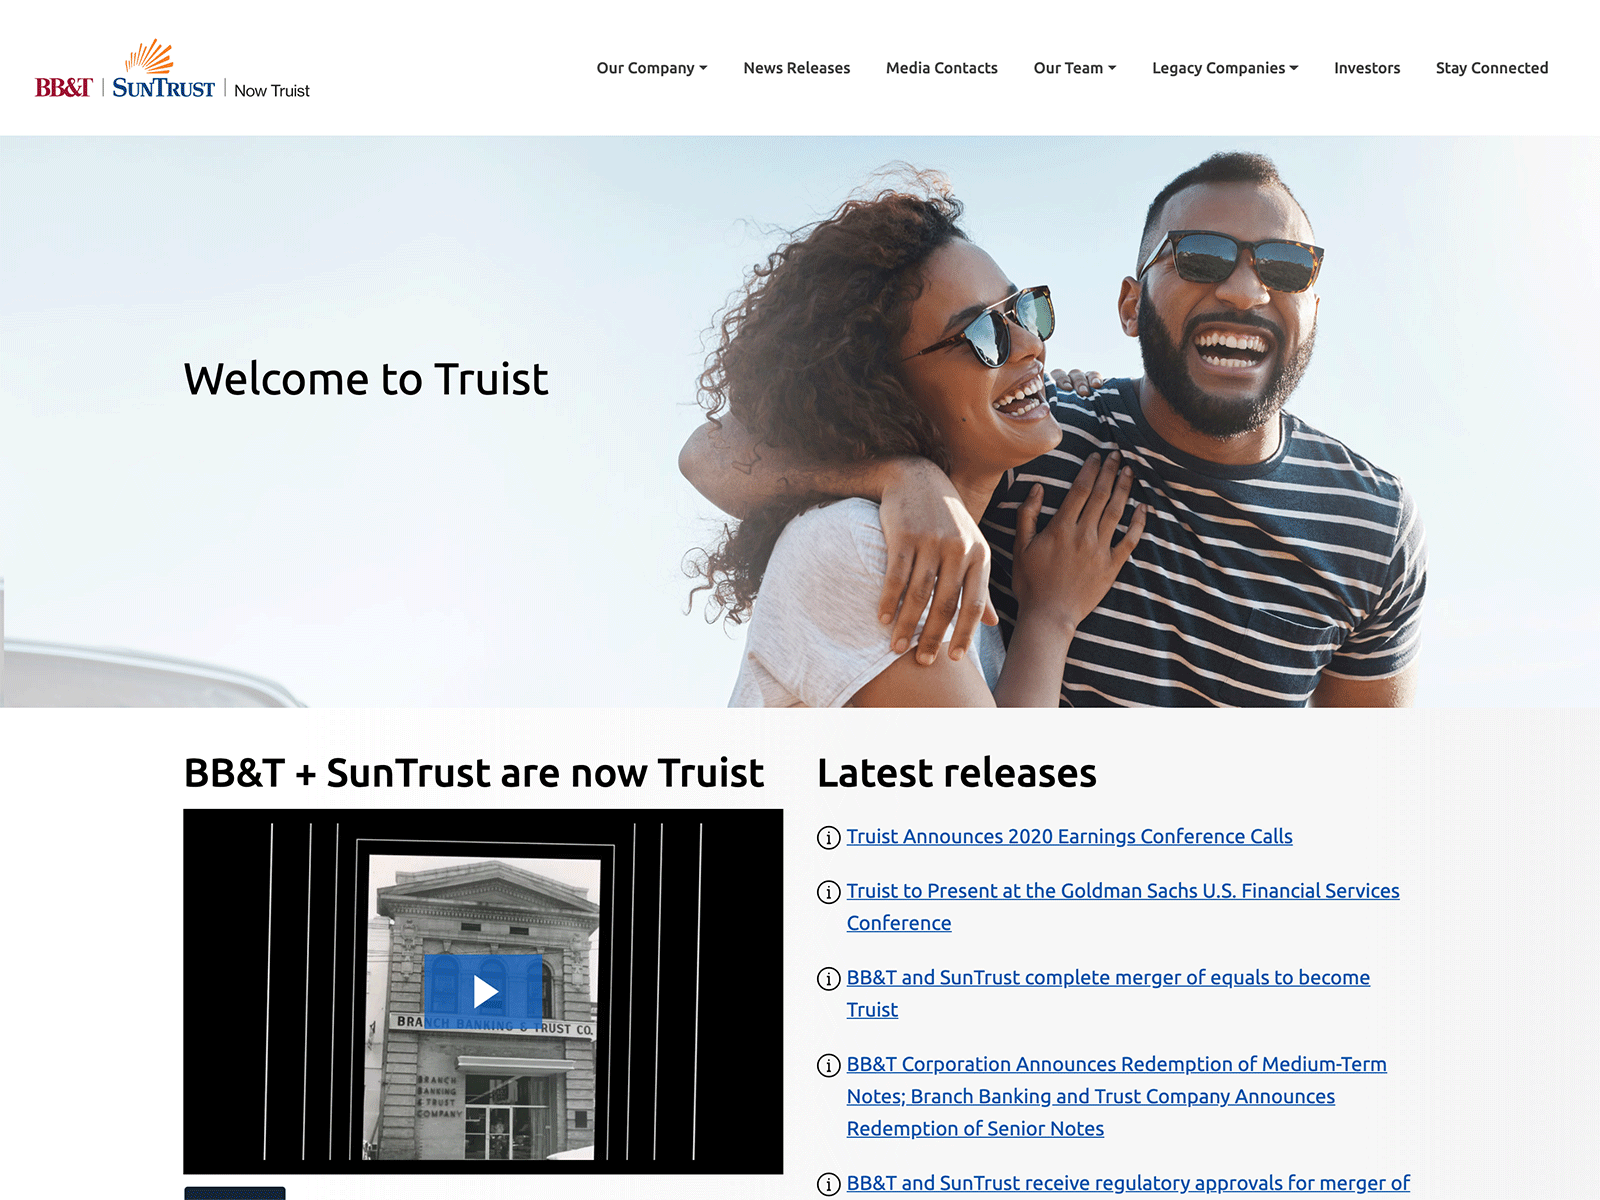 BB&T | SUNTRUST | Now Truist
Our Company
News Releases
Media Contacts
Our Team
Legacy Companies
Investors
Stay Connected
Welcome to Truist
BB&T + SunTrust are now Truist
BRANCH BANKING & TRUST CO.
BRANCH
BANKING
& TRUST
COMPANY
Latest releases
Truist Announces 2020 Earnings Conference Calls
Truist to Present at the Goldman Sachs U.S. Financial Services
Conference
BB&T and SunTrust complete merger of equals to become
Truist
BB&T Corporation Announces Redemption of Medium-Term
Notes; Branch Banking and Trust Company Announces
Redemption of Senior Notes
BB&T and SunTrust receive regulatory approvals for merger of